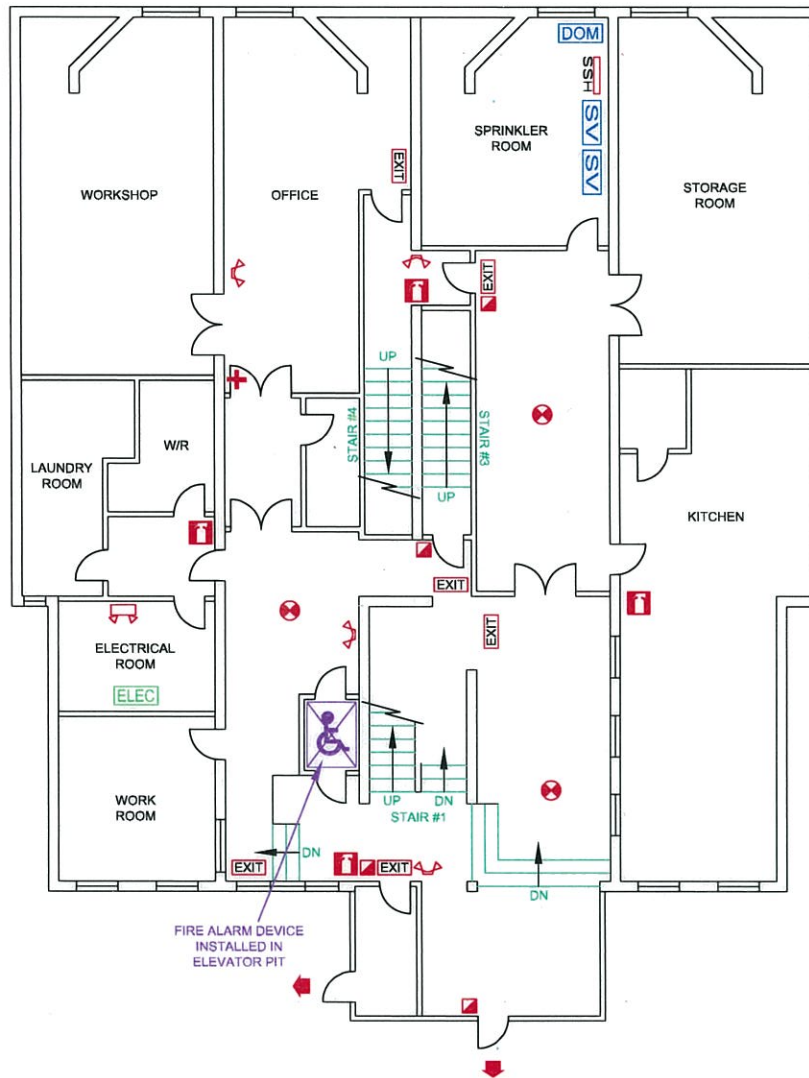 DOM
SSH
SV
SV
SPRINKLER
ROOM
WORKSHOP
OFFICE
EXIT
STORAGE
ROOM
EXIT
UP
STAIR #4
STAIR #3
UP
W/R
LAUNDRY
ROOM
KITCHEN
EXIT
EXIT
ELECTRICAL
ROOM
ELEC
WORK
ROOM
UP
DN
STAIR #1
DN
EXIT
EXIT
DN
FIRE ALARM DEVICE
INSTALLED IN
ELEVATOR PIT